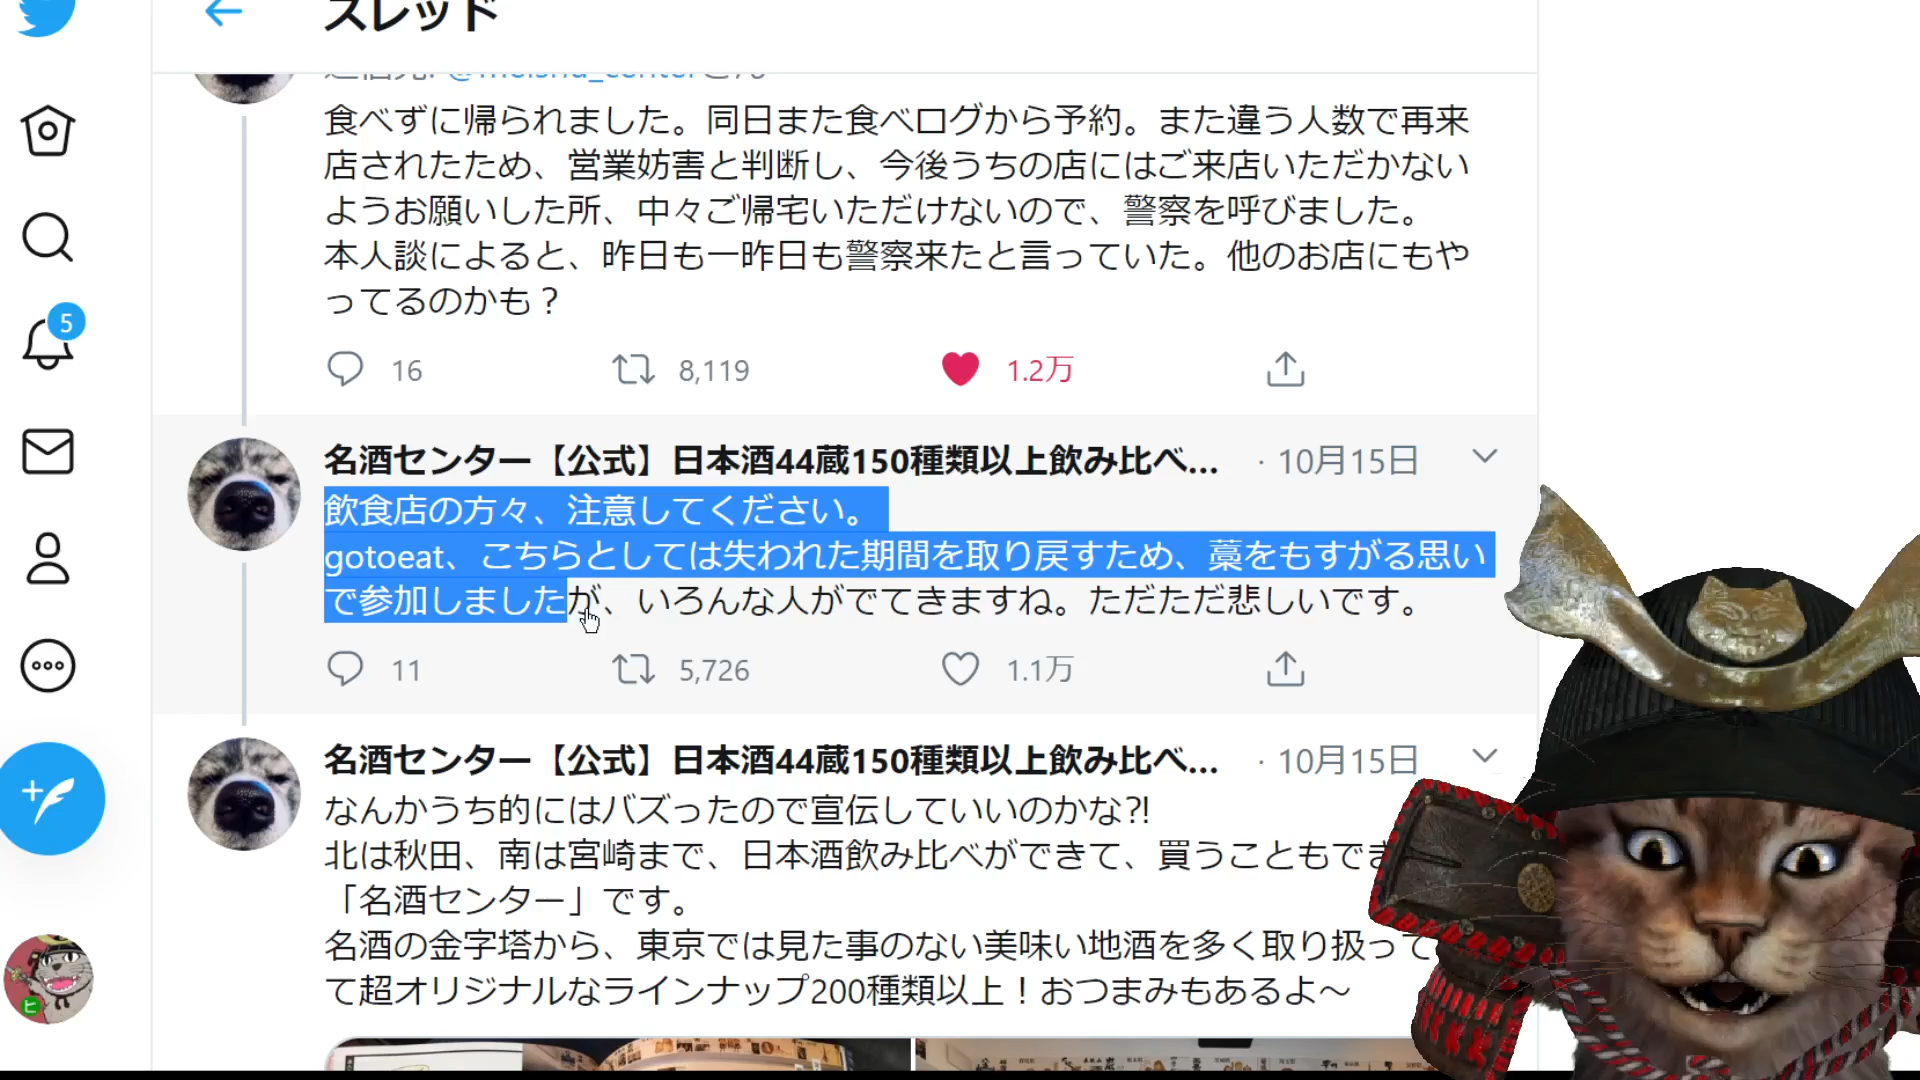 スレッド
食べずに帰られました。同日また食べログから予約。また違う人数で再来
店されたため、営業妨害と判断し、今後うちの店にはご来店いただかない
ようお願いした所、中々ご帰宅いただけないので、警察を呼びました。
本人談によると、昨日も一昨日も警察来たと言っていた。他のお店にもや
ってるのかも？
16 8,119 1.2万
5
名酒センター【公式】日本酒44蔵150種類以上飲み比べ... · 10月15日
飲食店の方々、注意してください。
gotoeat、こちらとしては失われた期間を取り戻すため、藁をもすがる思い
で参加しましたが、いろんな人がでてきますね。ただただ悲しいです。
11 5,726 1.1万
名酒センター【公式】日本酒44蔵150種類以上飲み比べ... · 10月15日
なんかうち的にはバズったので宣伝していいのかな⁈
北は秋田、南は宮崎まで、日本酒飲み比べができて、買うこともでき
「名酒センター」です。
名酒の金字塔から、東京では見た事のない美味い地酒を多く取り扱って
て超オリジナルなラインナップ200種類以上！おつまみもあるよ〜